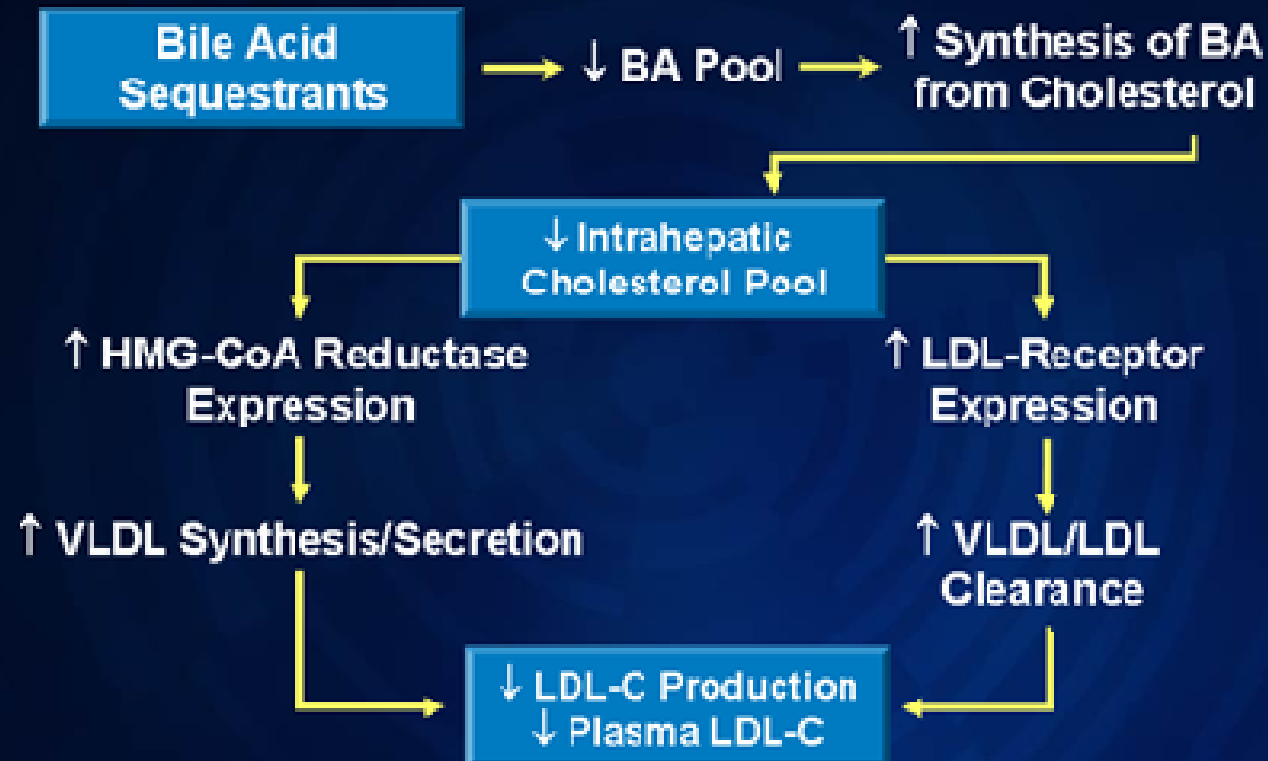 Bile Acid
Sequestrants
↓ BA Pool
↑ Synthesis of BA
from Cholesterol
↓ Intrahepatic
Cholesterol Pool
↑ HMG-CoA Reductase
Expression
↑ LDL-Receptor
Expression
↑ VLDL Synthesis/Secretion
↑ VLDL/LDL
Clearance
↓ LDL-C Production
↓ Plasma LDL-C